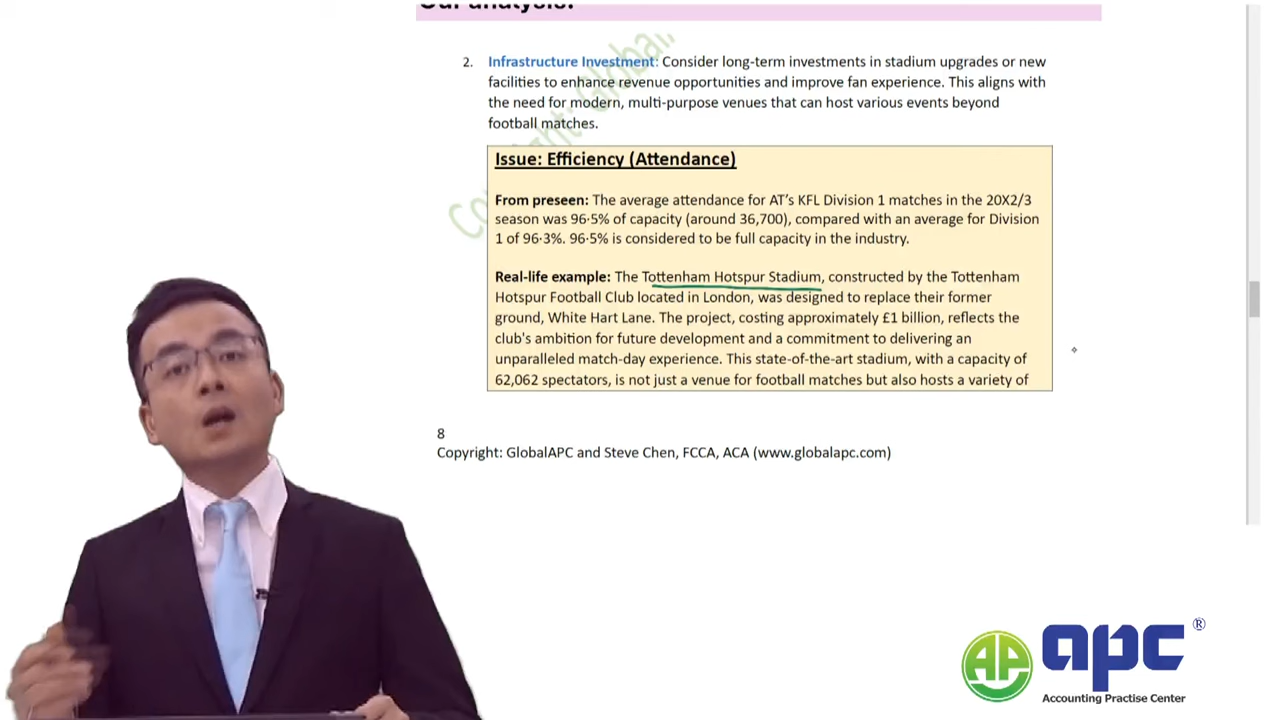 Our analysis:
2. Infrastructure Investment: Consider long-term investments in stadium upgrades or new
facilities to enhance revenue opportunities and improve fan experience. This aligns with
the need for modern, multi-purpose venues that can host various events beyond
football matches.
Issue: Efficiency (Attendance)
From preseen: The average attendance for AT's KFL Division 1 matches in the 20X2/3
season was 96·5% of capacity (around 36,700), compared with an average for Division
1 of 96·3%. 96·5% is considered to be full capacity in the industry.
Real-life example: The Tottenham Hotspur Stadium, constructed by the Tottenham
Hotspur Football Club located in London, was designed to replace their former
ground, White Hart Lane. The project, costing approximately £1 billion, reflects the
club's ambition for future development and a commitment to delivering an
unparalleled match-day experience. This state-of-the-art stadium, with a capacity of
62,062 spectators, is not just a venue for football matches but also hosts a variety of
8
Copyright: GlobalAPC and Steve Chen, FCCA, ACA (www.globalapc.com)
AP apc ®
Accounting Practise Center